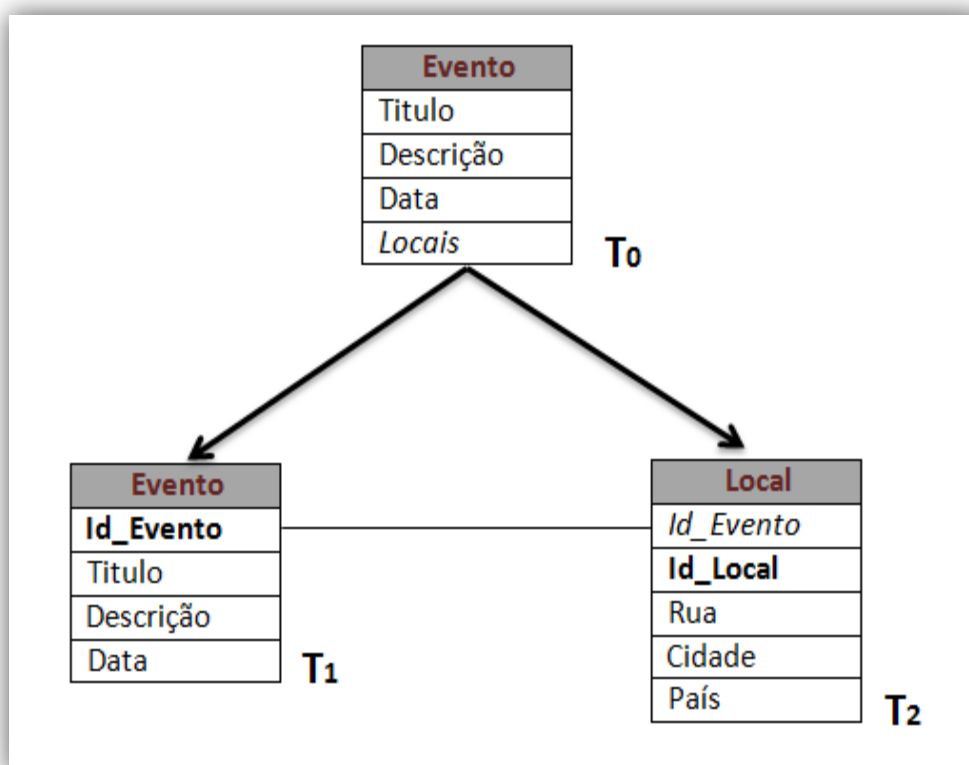 Evento
Titulo
Descrição
Data
Locais
T0
Evento
Id_Evento
Titulo
Descrição
Data
T1
Local
Id_Evento
Id_Local
Rua
Cidade
País
T2